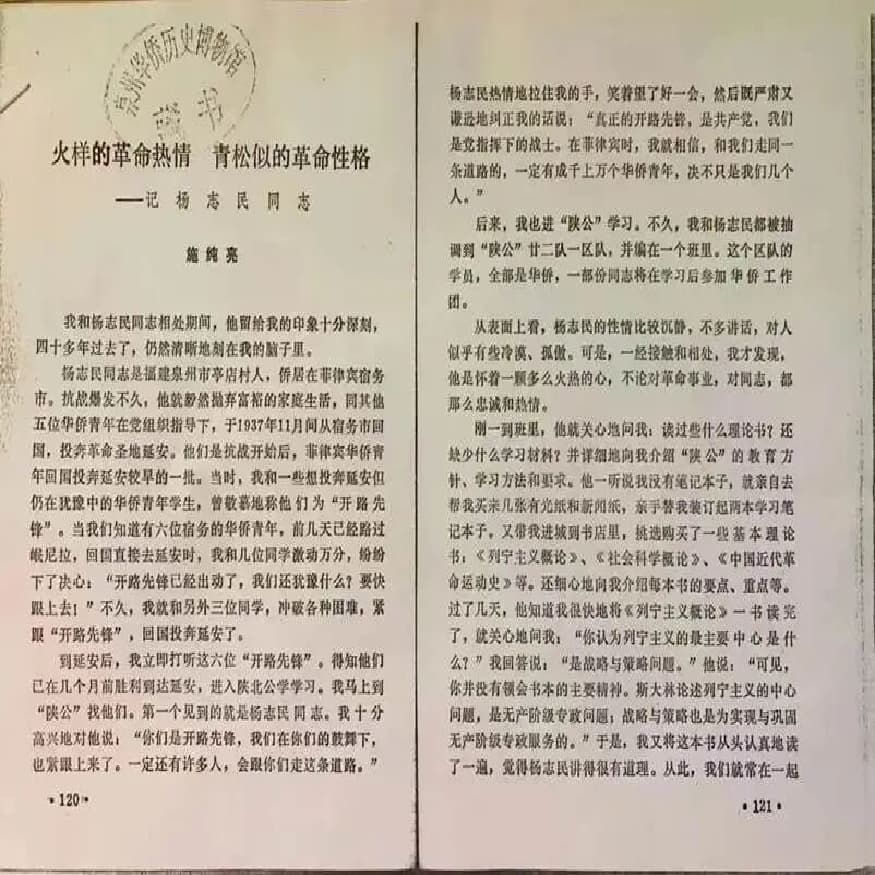 泉州华侨历史博物馆
藏书
火样的革命热情　青松似的革命性格
——记杨志民同志
施纯亮
我和杨志民同志相处期间，他留给我的印象十分深刻，
四十多年过去了，仍然清晰地刻在我的脑子里。
杨志民同志是福建泉州市亭店村人，侨居在菲律宾宿务
市。抗战爆发不久，他就毅然抛弃富裕的家庭生活，同其他
五位华侨青年在党组织指导下，于1937年11月间从宿务市回
国，投奔革命圣地延安。他们是抗战开始后，菲律宾华侨青
年回国投奔延安较早的一批。当时，我和一些想投奔延安但
仍在犹豫中的华侨青年学生，曾敬慕地称他们为“开路先
锋”。当我们知道有六位宿务的华侨青年，前几天已经路过
岷尼拉，回国直接去延安时，我和几位同学激动万分，纷纷
下了决心：“开路先锋已经出动了，我们还犹豫什么？要快
跟上去！”不久，我就和另外三位同学，冲破各种困难，紧
跟“开路先锋”，回国投奔延安了。
到延安后，我立即打听这六位“开路先锋”。得知他们
已在几个月前胜利到达延安，进入陕北公学学习。我马上到
“陕公”找他们。第一个见到的就是杨志民同志。我十分
高兴地对他说：“你们是开路先锋，我们在你们的鼓舞下，
也紧跟上来了。一定还有许多人，会跟你们走这条道路。”
·120·
杨志民热情地拉住我的手，笑着望了好一会，然后既严肃又
谦逊地纠正我的话说：“真正的开路先锋，是共产党，我们
是党指挥下的战士。在菲律宾时，我就相信，和我们走同一
条道路的，一定有成千上万个华侨青年，决不只是我们几个
人。”
后来，我也进“陕公”学习。不久，我和杨志民都被抽
调到“陕公”廿二队一区队，并编在一个班里。这个区队的
学员，全部是华侨，一部份同志将在学习后参加华侨工作
团。
从表面上看，杨志民的性情比较沉静，不多讲话，对人
似乎有些冷漠、孤傲。可是，一经接触和相处，我才发现，
他是怀着一颗多么火热的心，不论对革命事业，对同志，都
那么忠诚和热情。
刚一到班里，他就关心地问我：读过些什么理论书？还
缺少什么学习材料？并详细地向我介绍“陕公”的教育方
针、学习方法和要求。他一听说我没有笔记本子，就亲自去
帮我买来几张有光纸和新闻纸，亲手替我装订起两本学习笔
记本子。又带我进城到书店里，挑选购买了一些基本理论
书：《列宁主义概论》、《社会科学概论》、《中国近代革
命运动史》等。还细心地向我介绍每本书的要点、重点等。
过了几天，他知道我很快地将《列宁主义概论》一书读完
了，就关心地问我：“你认为列宁主义的最主要中心是什
么？”我回答说：“是战略与策略问题。”他说：“可见，
你并没有领会书本的主要精神。斯大林论述列宁主义的中心
问题，是无产阶级专政问题；战略与策略也是为实现与巩固
无产阶级专政服务的。”于是，我又将这本书从头认真地读
了一遍，觉得杨志民讲得很有道理。从此，我们就常在一起
·121·